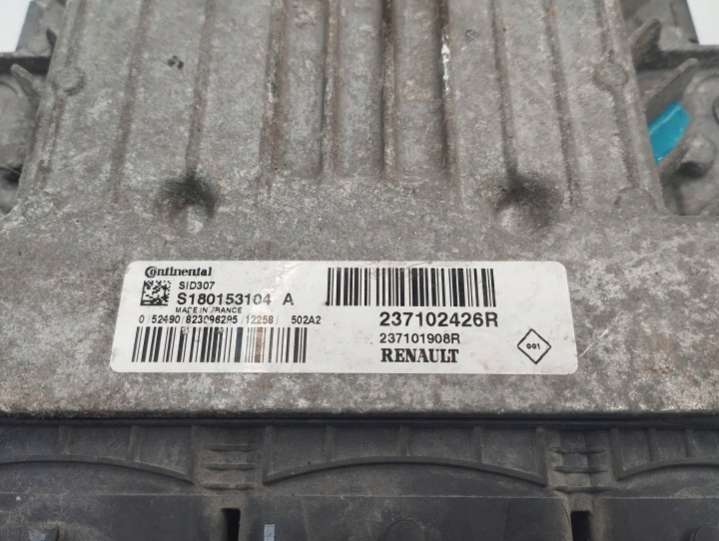 Continental
SID307
S180153104 A
MADE IN FRANCE
0 52490 823096295 12258 502A2
237102426R
237101908R
RENAULT
001